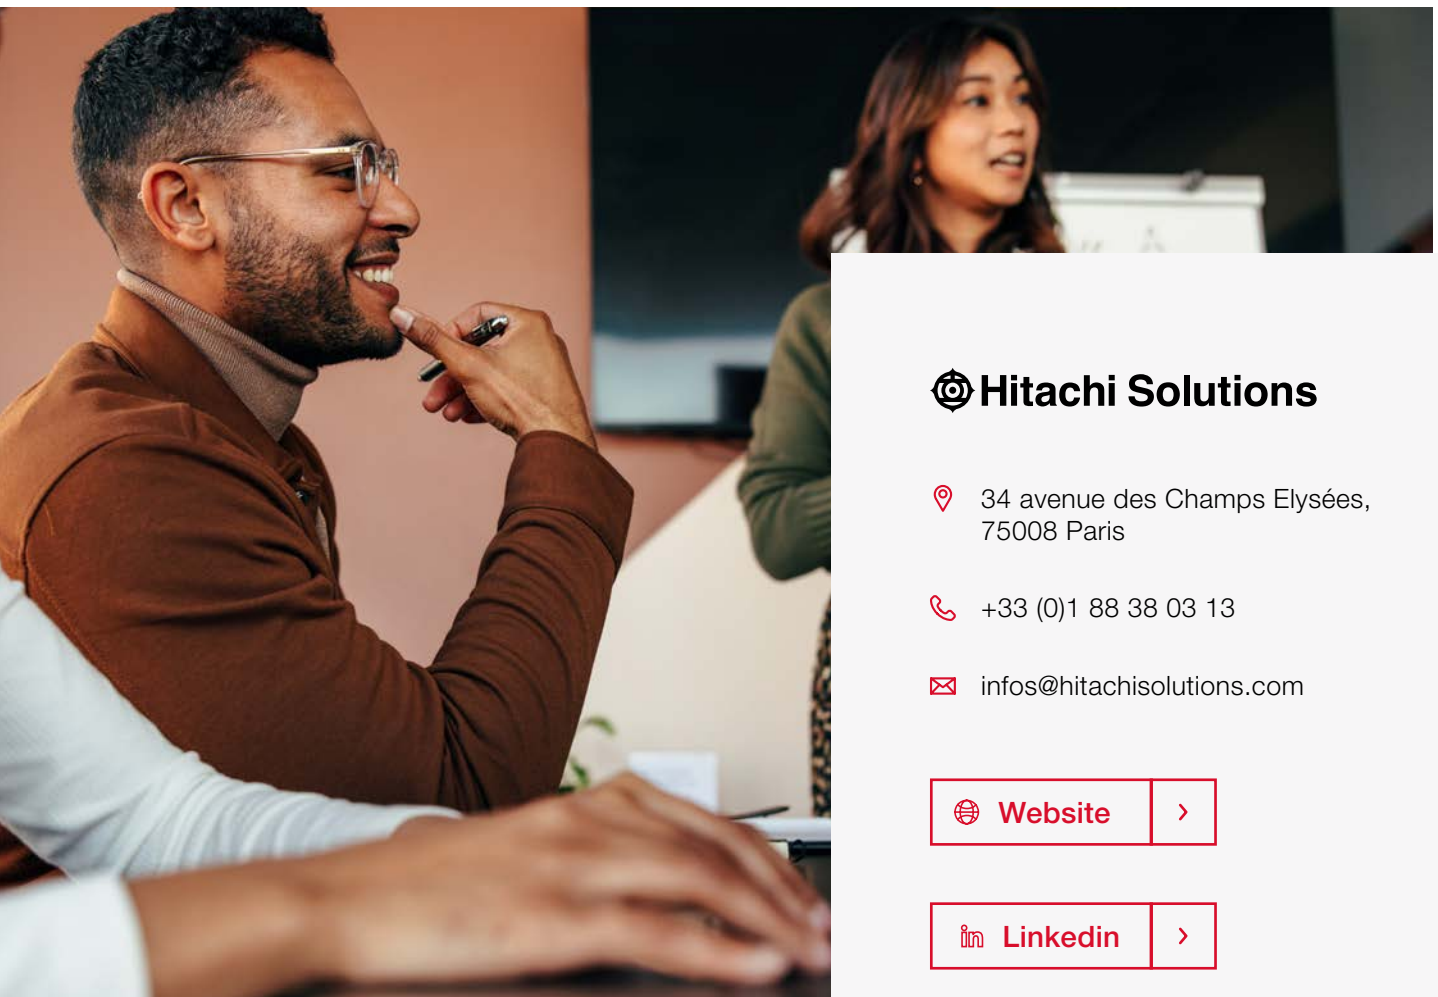 Hitachi Solutions
34 avenue des Champs Elysées,
75008 Paris
+33 (0)1 88 38 03 13
infos@hitachisolutions.com
Website
in Linkedin